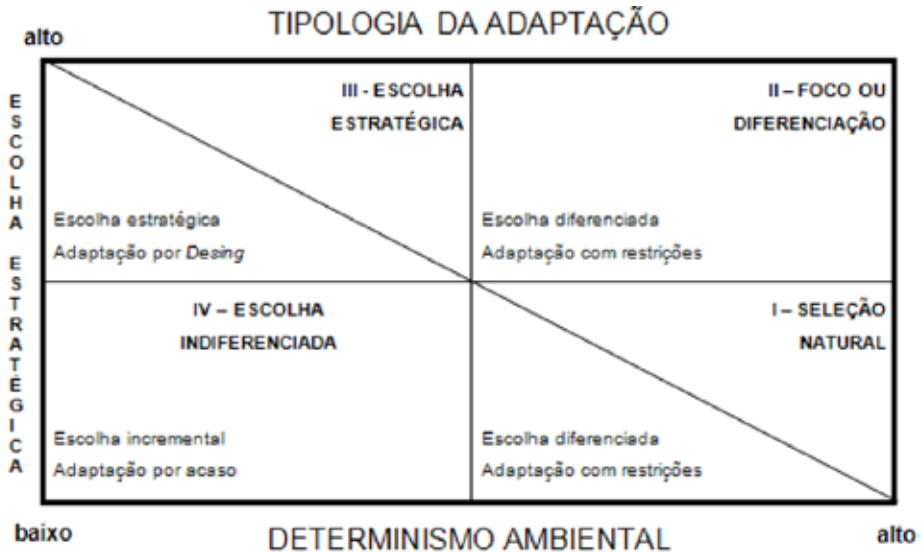 TIPOLOGIA DA ADAPTAÇÃO
alto
ESCOLHA ESTRATÉGICA
III - ESCOLHA
ESTRATÉGICA
Escolha estratégica
Adaptação por Desing
II – FOCO OU
DIFERENCIAÇÃO
Escolha diferenciada
Adaptação com restrições
IV – ESCOLHA
INDIFERENCIADA
Escolha incremental
Adaptação por acaso
I – SELEÇÃO
NATURAL
Escolha diferenciada
Adaptação com restrições
baixo
DETERMINISMO AMBIENTAL
alto